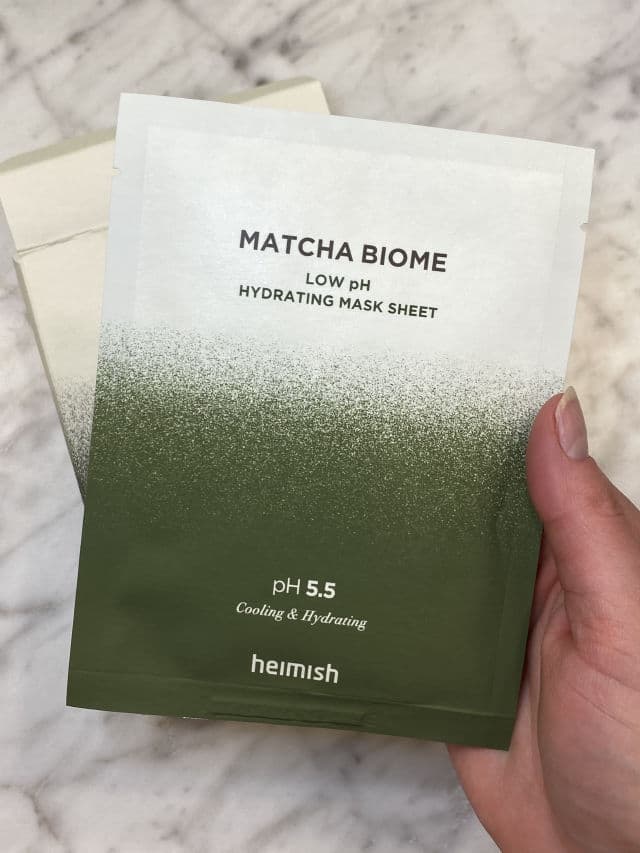 MATCHA BIOME
LOW pH
HYDRATING MASK SHEET
pH 5.5
Cooling & Hydrating
heimish